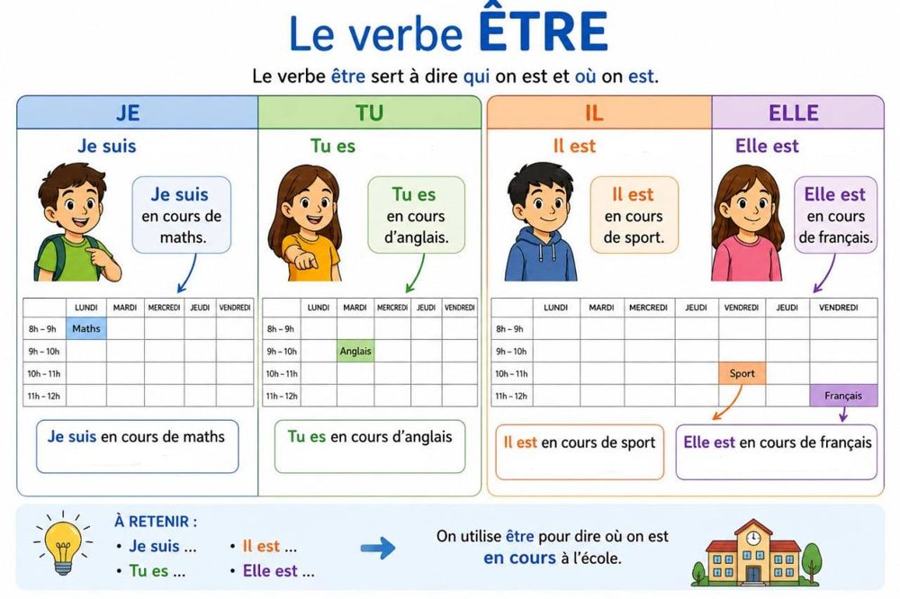 Le verbe ÊTRE
Le verbe être sert à dire qui on est et où on est.
JE
TU
IL
ELLE
Je suis
Tu es
Il est
Elle est
Je suis
en cours de
maths.
Tu es
en cours
d'anglais.
Il est
en cours
de sport.
Elle est
en cours
de français.
LUNDI MARDI MERCREDI JEUDI VENDREDI
8h – 9h Maths
9h – 10h
10h – 11h
11h – 12h
LUNDI MARDI MERCREDI JEUDI VENDREDI
8h – 9h
9h – 10h Anglais
10h – 11h
11h – 12h
LUNDI MARDI MERCREDI JEUDI VENDREDI JEUDI VENDREDI
8h – 9h
9h – 10h
10h – 11h Sport
11h – 12h Français
Je suis en cours de maths
Tu es en cours d'anglais
Il est en cours de sport
Elle est en cours de français
À RETENIR :
• Je suis ... • Il est ...
• Tu es ... • Elle est ...
On utilise être pour dire où on est
en cours à l'école.